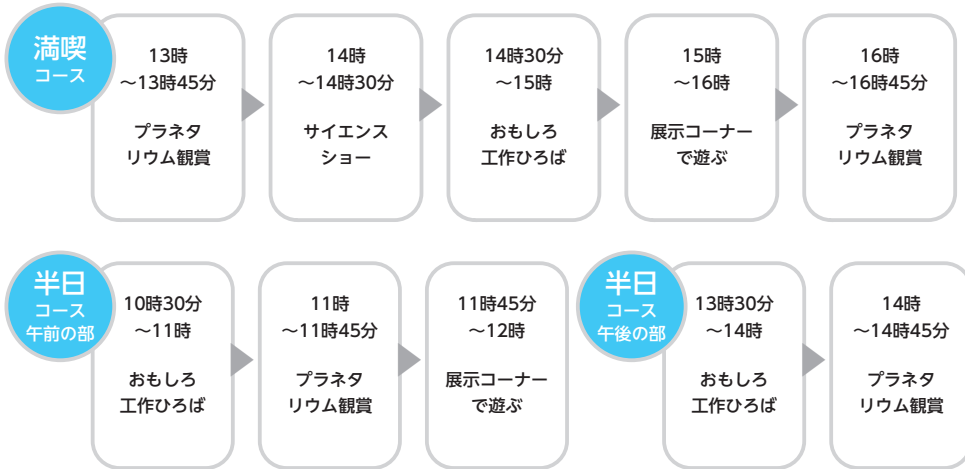 満喫
コース
13時
～13時45分
プラネタ
リウム観賞
14時
～14時30分
サイエンス
ショー
14時30分
～15時
おもしろ
工作ひろば
15時
～16時
展示コーナー
で遊ぶ
16時
～16時45分
プラネタ
リウム観賞
半日
コース
午前の部
10時30分
～11時
おもしろ
工作ひろば
11時
～11時45分
プラネタ
リウム観賞
11時45分
～12時
展示コーナー
で遊ぶ
半日
コース
午後の部
13時30分
～14時
おもしろ
工作ひろば
14時
～14時45分
プラネタ
リウム観賞